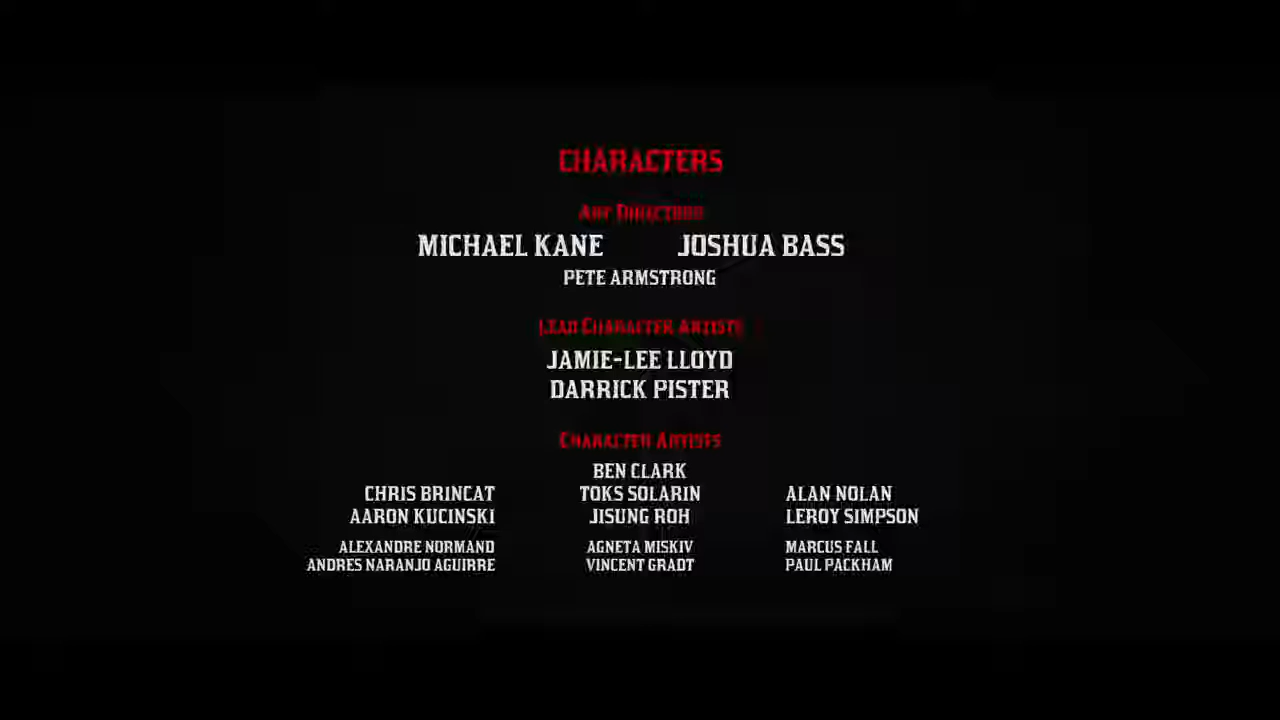 CHARACTERS
ART DIRECTORS
MICHAEL KANE JOSHUA BASS
PETE ARMSTRONG
LEAD CHARACTER ARTISTS
JAMIE-LEE LLOYD
DARRICK PISTER
CHARACTER ARTISTS
BEN CLARK
CHRIS BRINCAT TOKS SOLARIN ALAN NOLAN
AARON KUCINSKI JISUNG ROH LEROY SIMPSON
ALEXANDRE NORMAND AGNETA MISKIV MARCUS FALL
ANDRES NARANJO AGUIRRE VINCENT GRADT PAUL PACKHAM